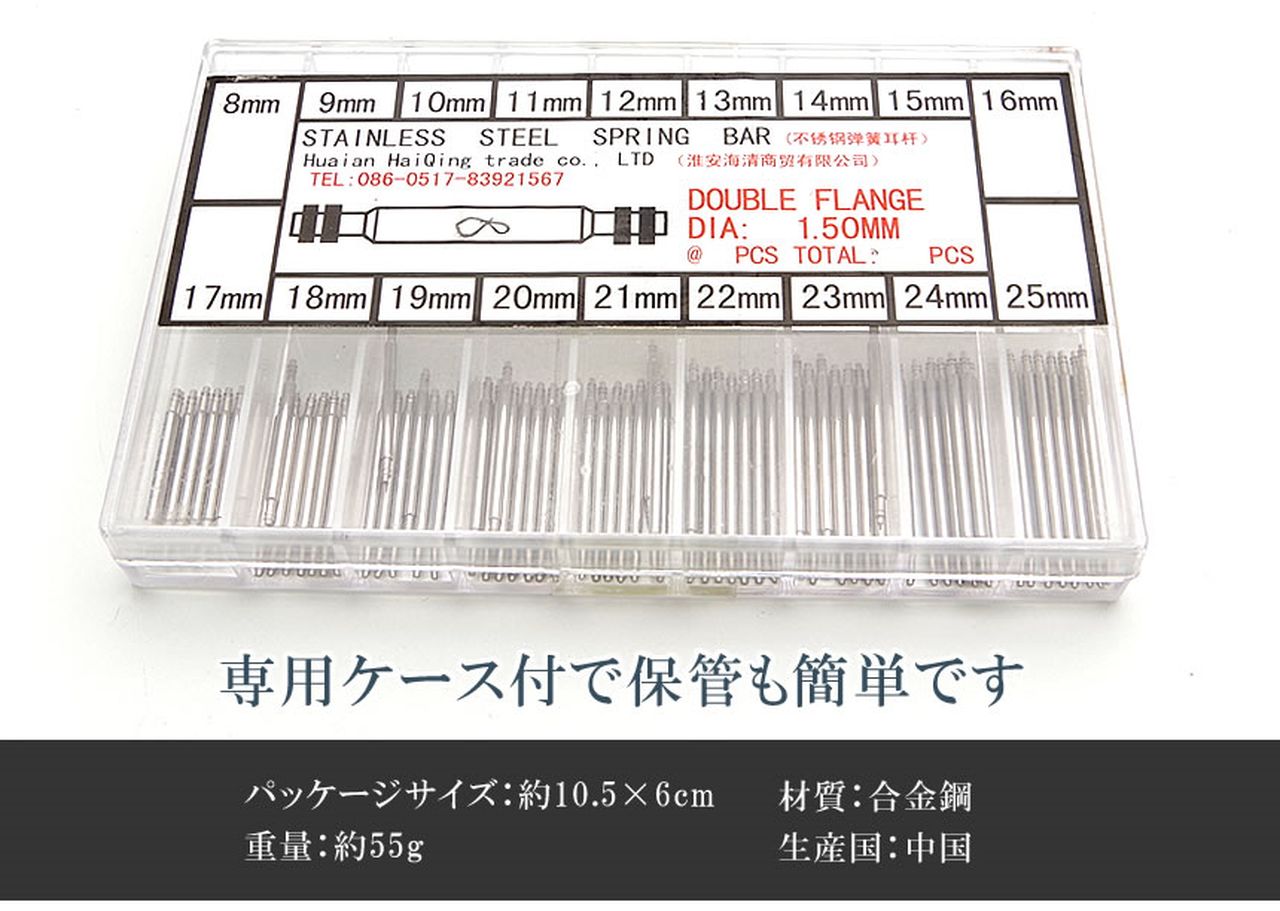 8mm 9mm 10mm 11mm 12mm 13mm 14mm 15mm 16mm
STAINLESS STEEL SPRING BAR (不锈钢弹簧耳杆)
Huaian HaiQing trade co., LTD (淮安海清商贸有限公司)
TEL:086-0517-83921567
DOUBLE FLANGE
DIA: 1.50MM
@ PCS TOTAL: PCS
17mm 18mm 19mm 20mm 21mm 22mm 23mm 24mm 25mm
専用ケース付で保管も簡単です
パッケージサイズ：約10.5×6cm 材質：合金鋼
重量：約55g 生産国：中国